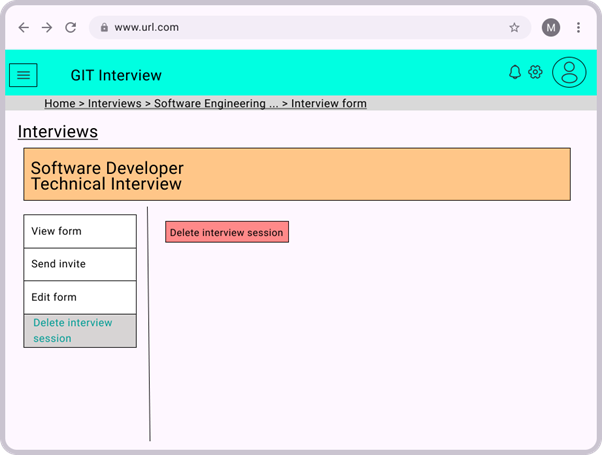 www.url.com
M
GIT Interview
Home > Interviews > Software Engineering ... > Interview form
Interviews
Software Developer
Technical Interview
View form
Delete interview session
Send invite
Edit form
Delete interview
session